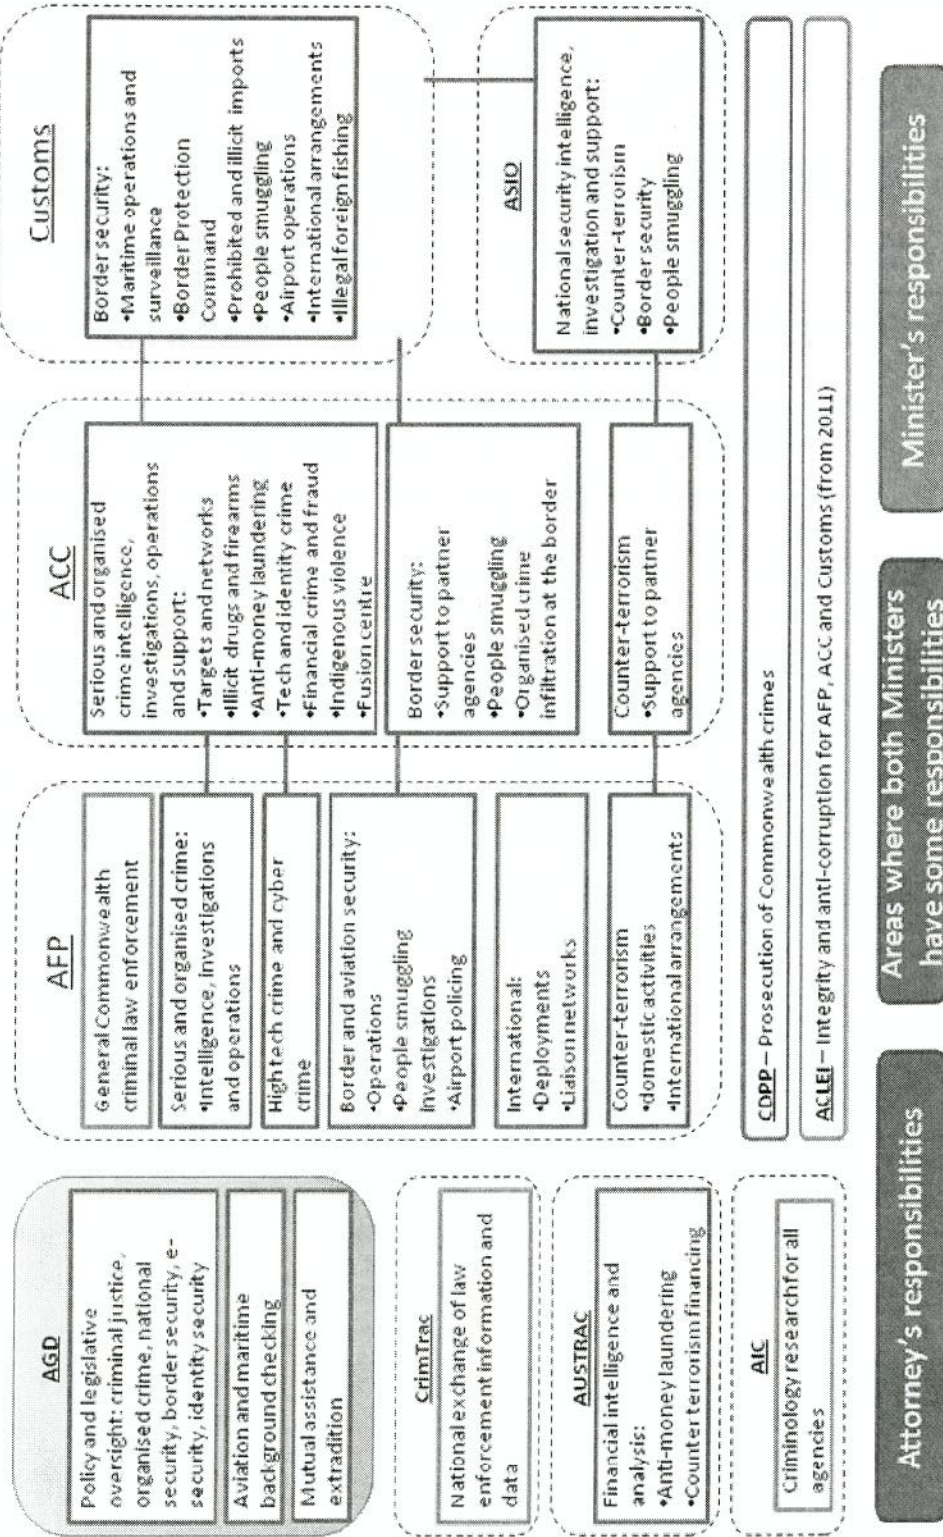 AGD
Policy and legislative
oversight: criminal justice,
organised crime, national
security, border security, e-
security, identity security
Aviation and maritime
background checking
Mutual assistance and
extradition
CrimTrac
National exchange of law
enforcement information and
data
AUSTRAC
Financial intelligence and
analysis:
•Anti-money laundering
•Counter terrorism financing
AIC
Criminology research for all
agencies
AFP
General Commonwealth
criminal law enforcement
Serious and organised crime:
•Intelligence, investigations
and operations
High tech crime and cyber
crime
Border and aviation security:
•Operations
•People smuggling
investigations
•Airport policing
International:
•Deployments
•Liaison networks
Counter-terrorism
•domestic activities
•International arrangements
ACC
Serious and organised
crime intelligence,
investigations, operations
and support:
•Targets and networks
•Illicit drugs and firearms
•Anti-money laundering
•Tech and identity crime
•Financial crime and fraud
•Indigenous violence
•Fusion centre
Border security:
•Support to partner
agencies
•People smuggling
•Organised crime
infiltration at the border
Counter-terrorism
•Support to partner
agencies
Customs
Border security:
•Maritime operations and
surveillance
•Border Protection
Command
•Prohibited and illicit imports
•People smuggling
•Airport operations
•International arrangements
•Illegal foreign fishing
ASIO
National security intelligence,
investigation and support:
•Counter-terrorism
•Border security
•People smuggling
CDPP – Prosecution of Commonwealth crimes
ACLEI – Integrity and anti-corruption for AFP, ACC and Customs (from 2011)
Attorney's responsibilities
Areas where both Ministers
have some responsibilities
Minister's responsibilities